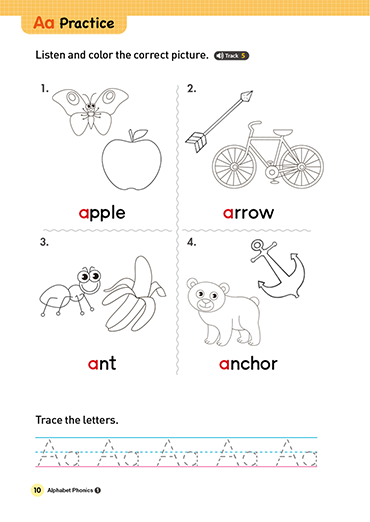 Aa Practice
Listen and color the correct picture. Track 5
1.
2.
apple
arrow
3.
4.
ant
anchor
Trace the letters.
Aa Aa Aa Aa Aa
10 Alphabet Phonics 1